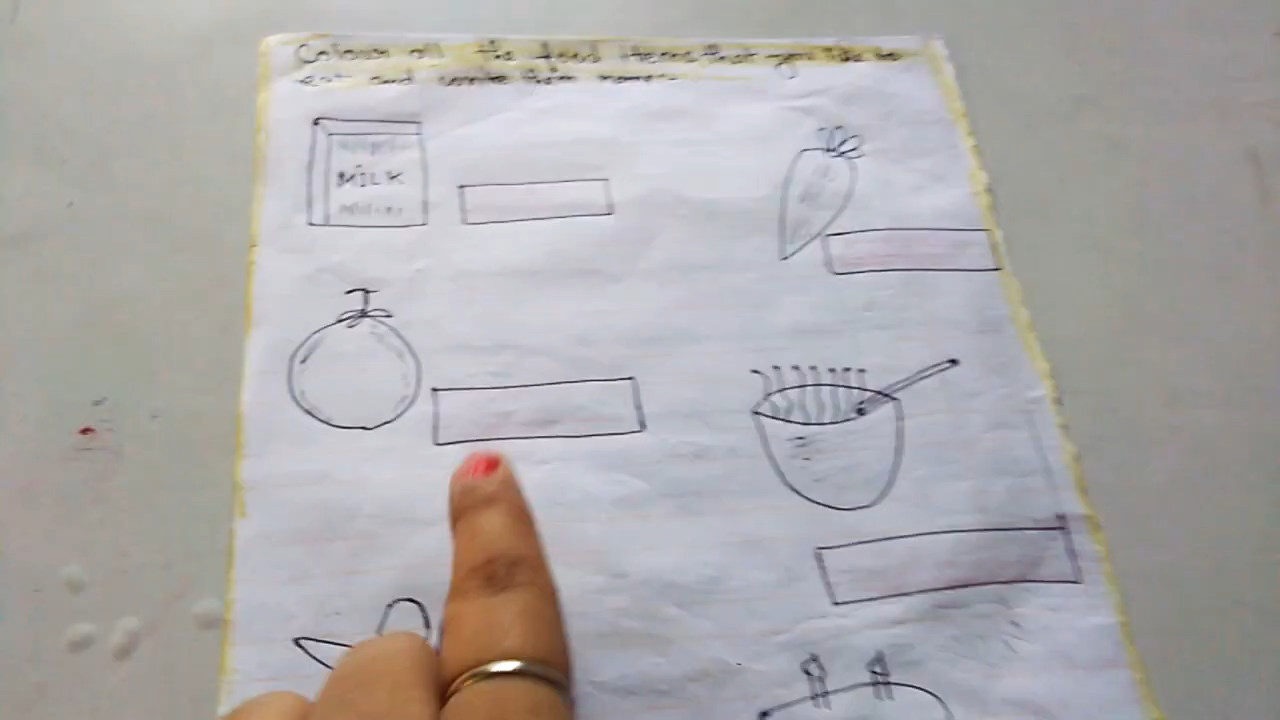 Colour all the food items that you like to
eat and write their names.
MILK